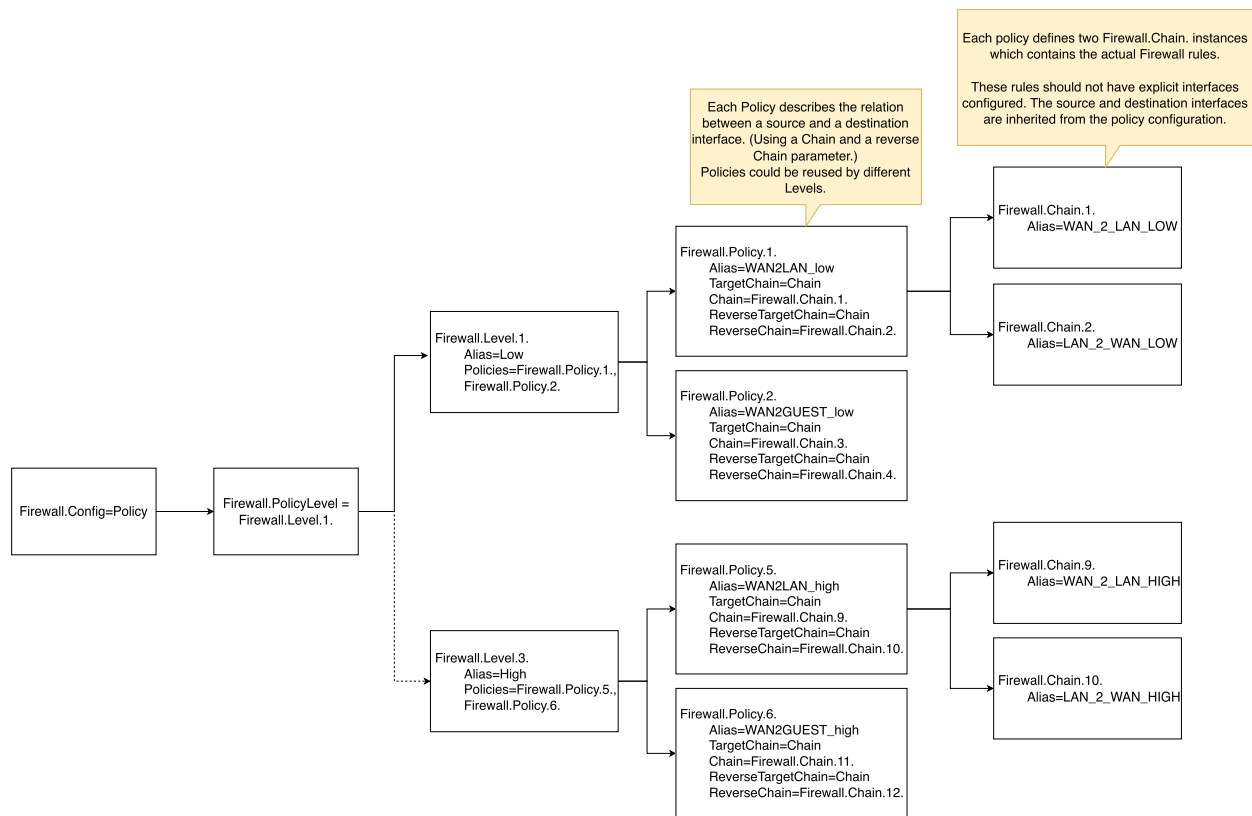 Each policy defines two Firewall.Chain. instances
which contains the actual Firewall rules.
These rules should not have explicit interfaces
configured. The source and destination interfaces
are inherited from the policy configuration.
Each Policy describes the relation
between a source and a destination
interface. (Using a Chain and a reverse
Chain parameter.)
Policies could be reused by different
Levels.
Firewall.Config=Policy
Firewall.PolicyLevel =
Firewall.Level.1.
Firewall.Level.1.
Alias=Low
Policies=Firewall.Policy.1.,
Firewall.Policy.2.
Firewall.Policy.1.
Alias=WAN2LAN_low
TargetChain=Chain
Chain=Firewall.Chain.1.
ReverseTargetChain=Chain
ReverseChain=Firewall.Chain.2.
Firewall.Chain.1.
Alias=WAN_2_LAN_LOW
Firewall.Chain.2.
Alias=LAN_2_WAN_LOW
Firewall.Policy.2.
Alias=WAN2GUEST_low
TargetChain=Chain
Chain=Firewall.Chain.3.
ReverseTargetChain=Chain
ReverseChain=Firewall.Chain.4.
Firewall.Level.3.
Alias=High
Policies=Firewall.Policy.5.,
Firewall.Policy.6.
Firewall.Policy.5.
Alias=WAN2LAN_high
TargetChain=Chain
Chain=Firewall.Chain.9.
ReverseTargetChain=Chain
ReverseChain=Firewall.Chain.10.
Firewall.Chain.9.
Alias=WAN_2_LAN_HIGH
Firewall.Chain.10.
Alias=LAN_2_WAN_HIGH
Firewall.Policy.6.
Alias=WAN2GUEST_high
TargetChain=Chain
Chain=Firewall.Chain.11.
ReverseTargetChain=Chain
ReverseChain=Firewall.Chain.12.